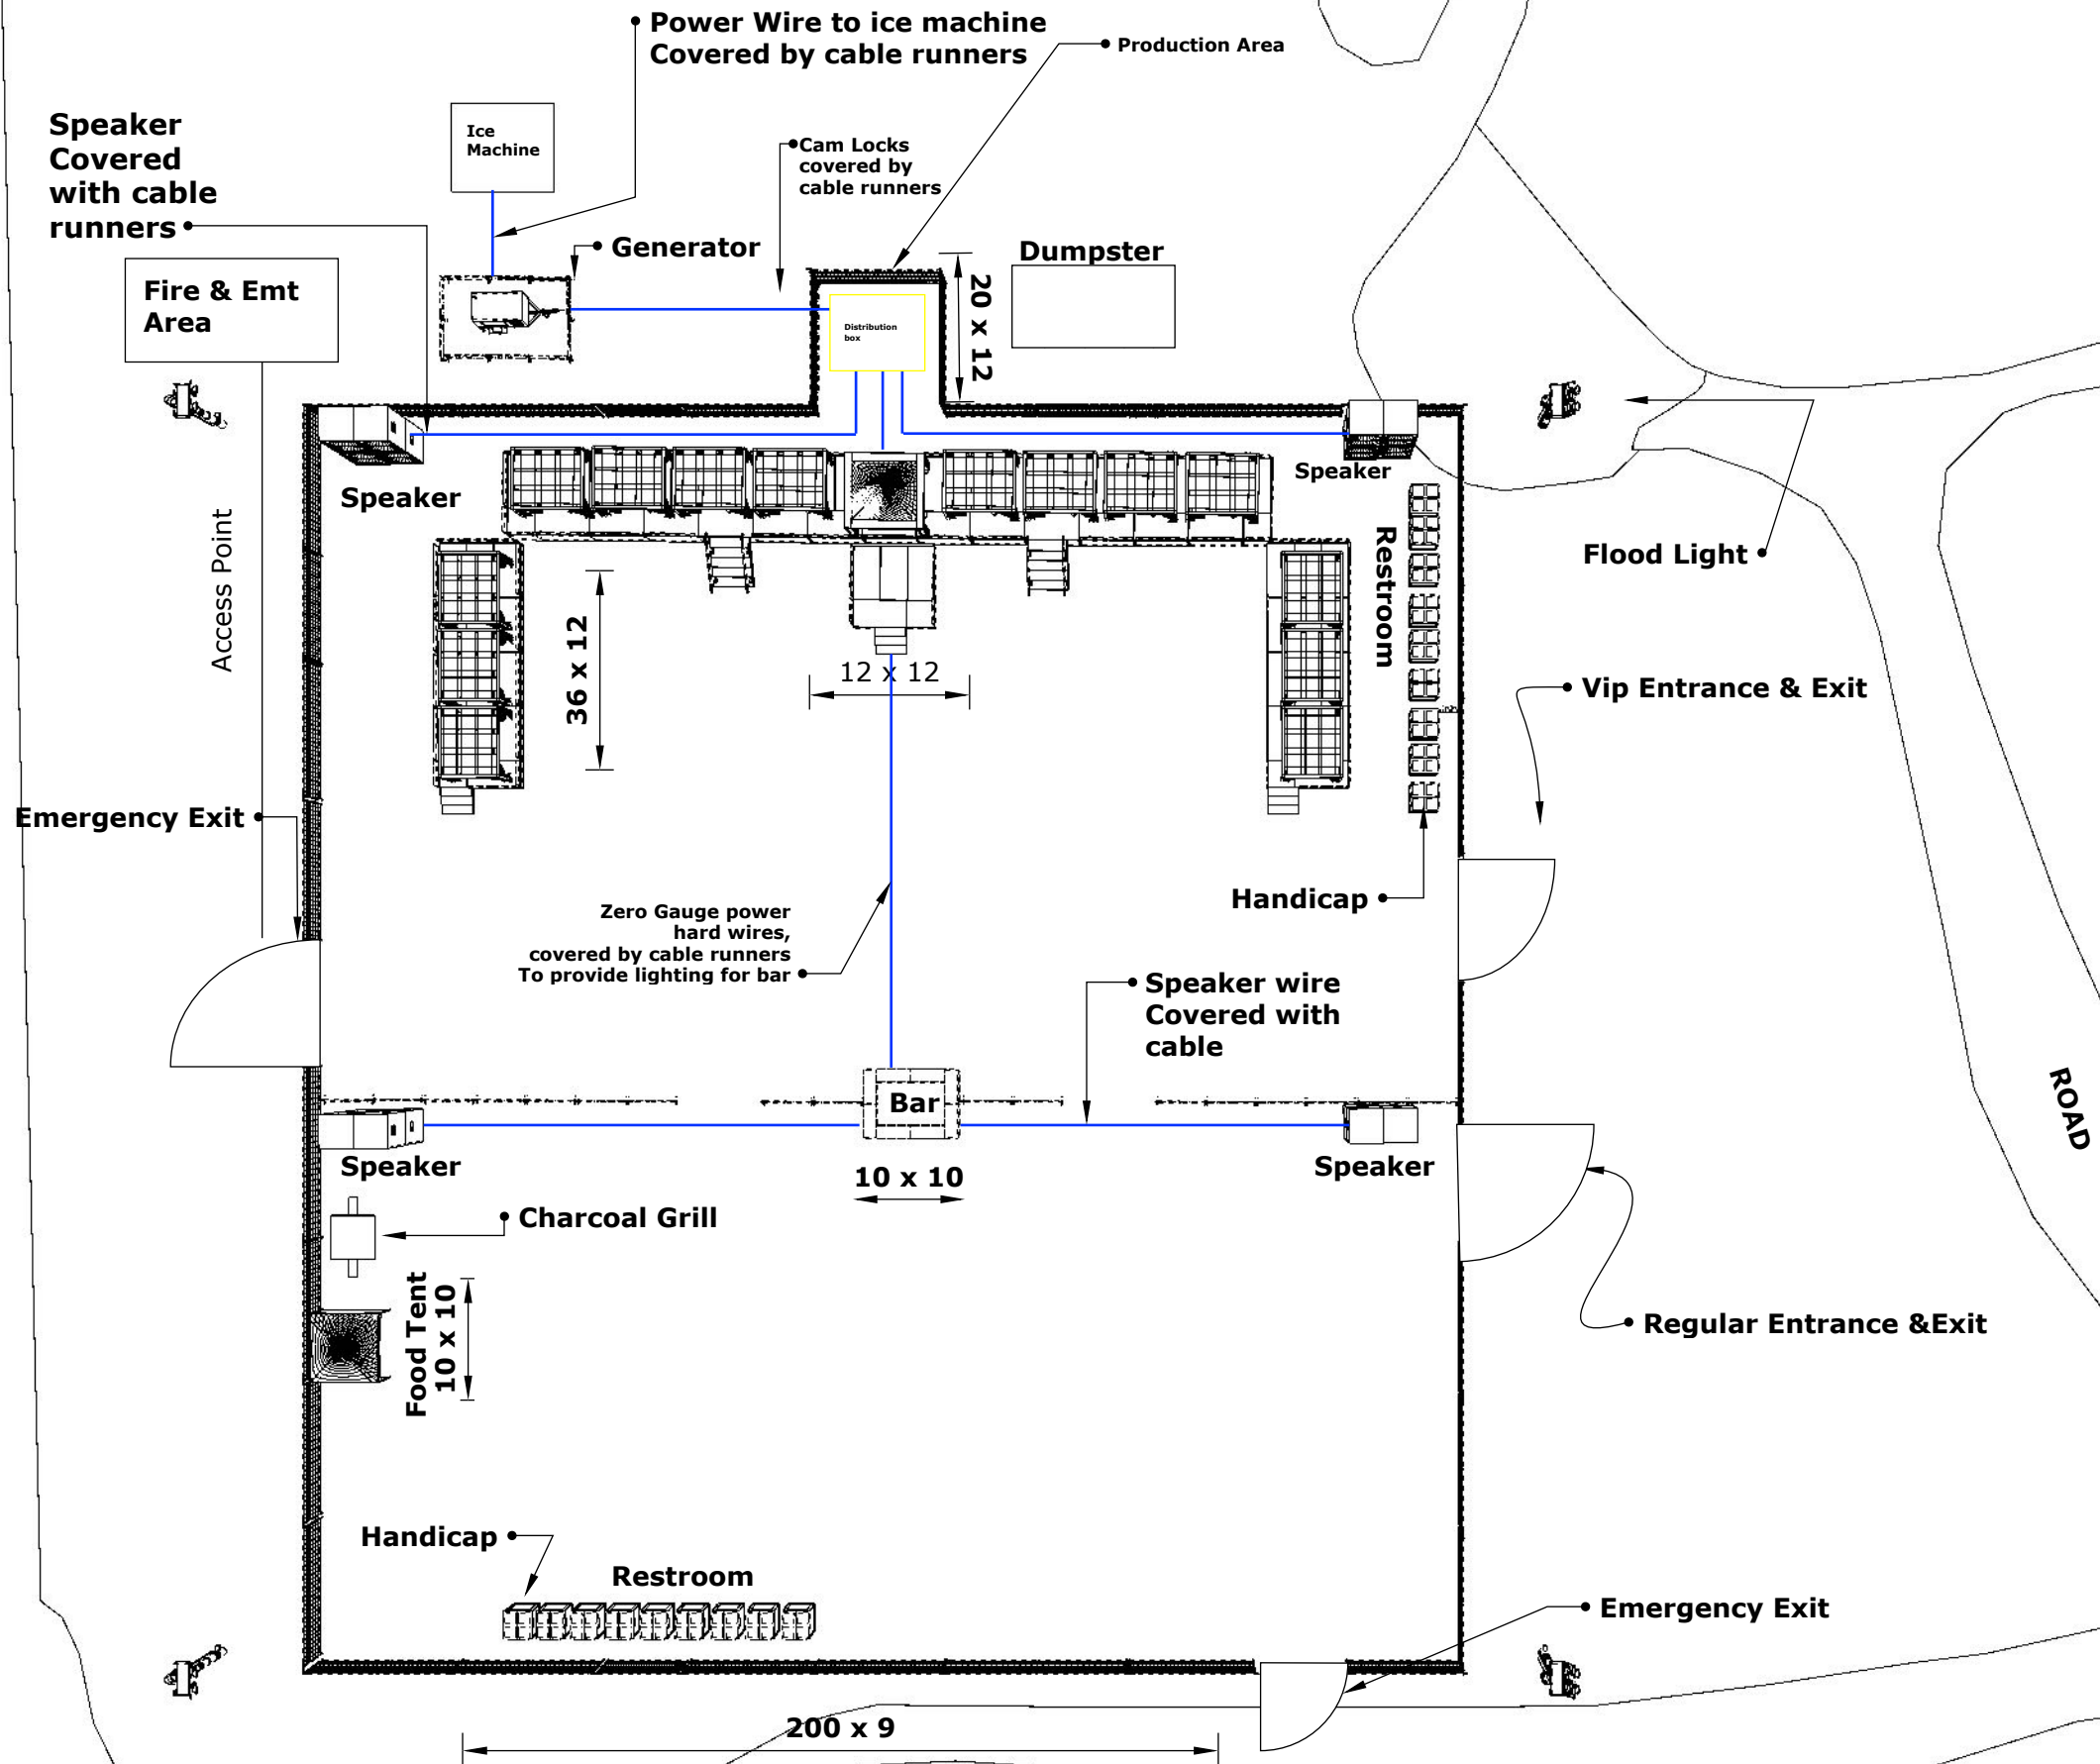 Power Wire to ice machine
Covered by cable runners
Production Area
Speaker
Covered
with cable
runners
Ice
Machine
Cam Locks
covered by
cable runners
Generator
Dumpster
Fire & Emt
Area
20 x 12
Distribution
box
Speaker
Speaker
Access Point
Restroom
Flood Light
36 x 12
12 x 12
Vip Entrance & Exit
Emergency Exit
Handicap
Zero Gauge power
hard wires,
covered by cable runners
To provide lighting for bar
Speaker wire
Covered with
cable
ROAD
Bar
Speaker
10 x 10
Speaker
Charcoal Grill
Food Tent
10 x 10
Regular Entrance &Exit
Handicap
Restroom
Emergency Exit
200 x 9